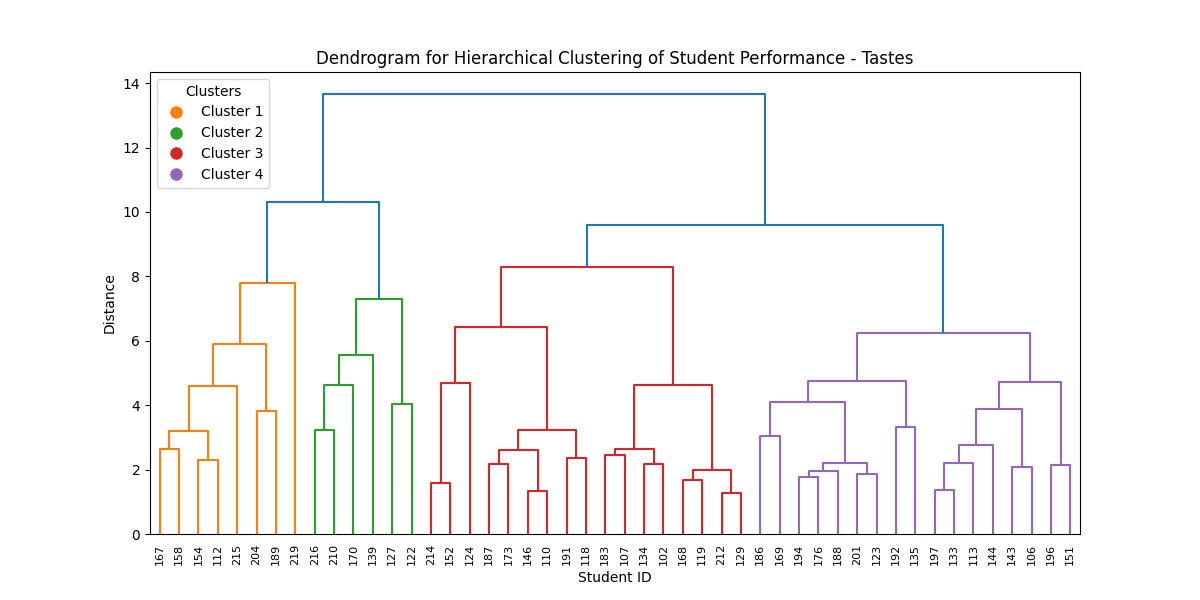 Dendrogram for Hierarchical Clustering of Student Performance - Tastes
Clusters
Cluster 1
Cluster 2
Cluster 3
Cluster 4
Distance
14
12
10
8
6
4
2
0
167 158 154 112 215 204 189 219 216 210 170 139 127 122 214 152 124 187 173 146 110 191 118 183 107 134 102 168 119 212 129 186 169 194 176 188 201 123 192 135 197 133 113 144 143 106 196 151
Student ID